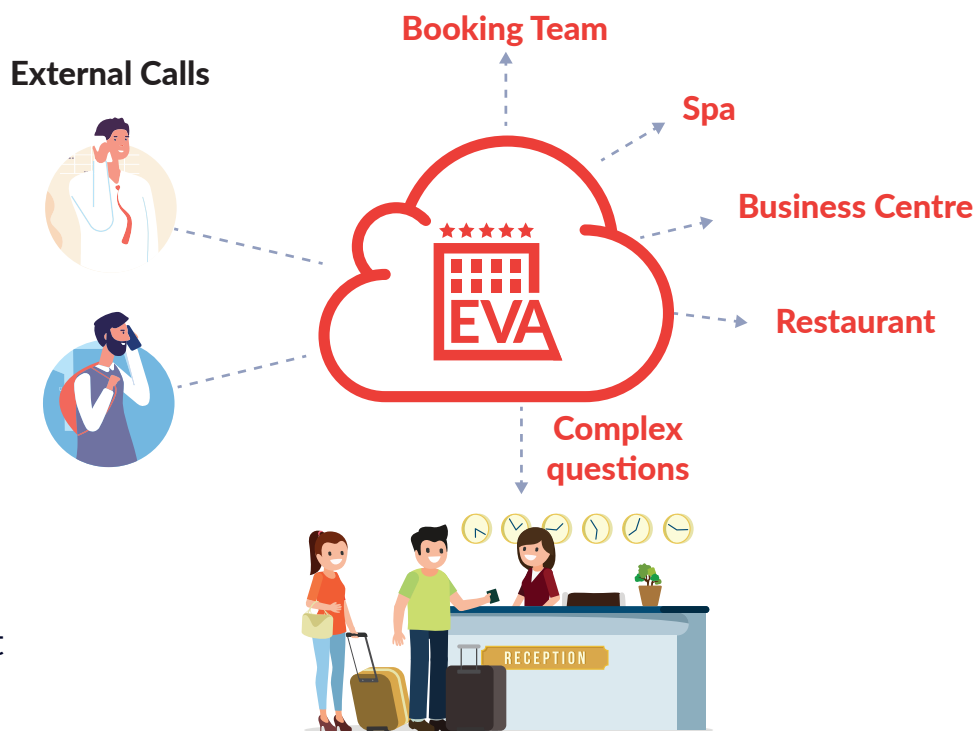 Booking Team
External Calls
Spa
Business Centre
EVA
Restaurant
Complex
questions
RECEPTION
t